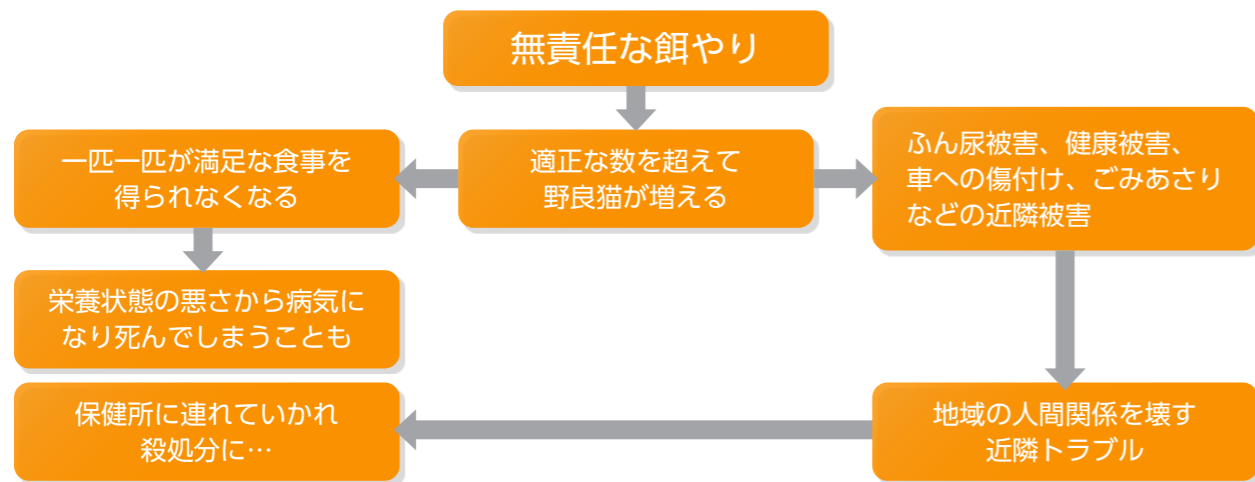 無責任な餌やり
一匹一匹が満足な食事を
得られなくなる
適正な数を超えて
野良猫が増える
ふん尿被害、健康被害、
車への傷付け、ごみあさり
などの近隣被害
栄養状態の悪さから病気に
なり死んでしまうことも
保健所に連れていかれ
殺処分に…
地域の人間関係を壊す
近隣トラブル